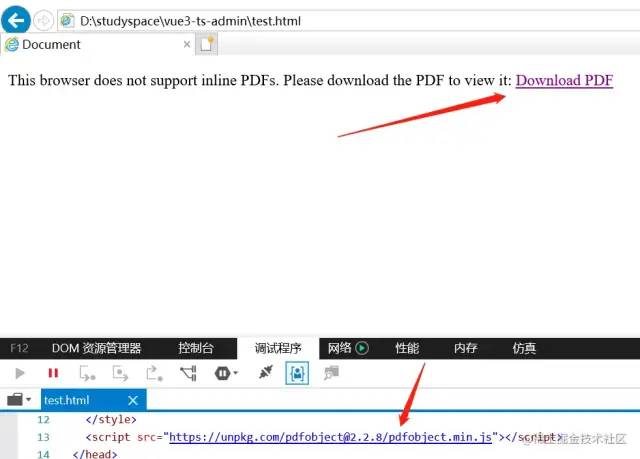 D:\studyspace\vue3-ts-admin\test.html
Document
This browser does not support inline PDFs. Please download the PDF to view it: Download PDF
F12 DOM 资源管理器 控制台 调试程序 网络 性能 内存 仿真
test.html
12 </style>
13 <script src="https://unpkg.com/pdfobject@2.2.8/pdfobject.min.js"></script>
14 </head>
@稀土掘金技术社区